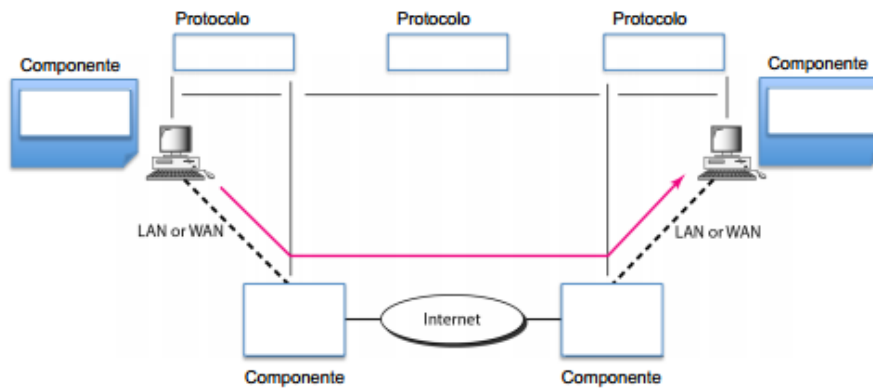 Protocolo
Protocolo
Protocolo
Componente
Componente
LAN or WAN
LAN or WAN
Internet
Componente
Componente